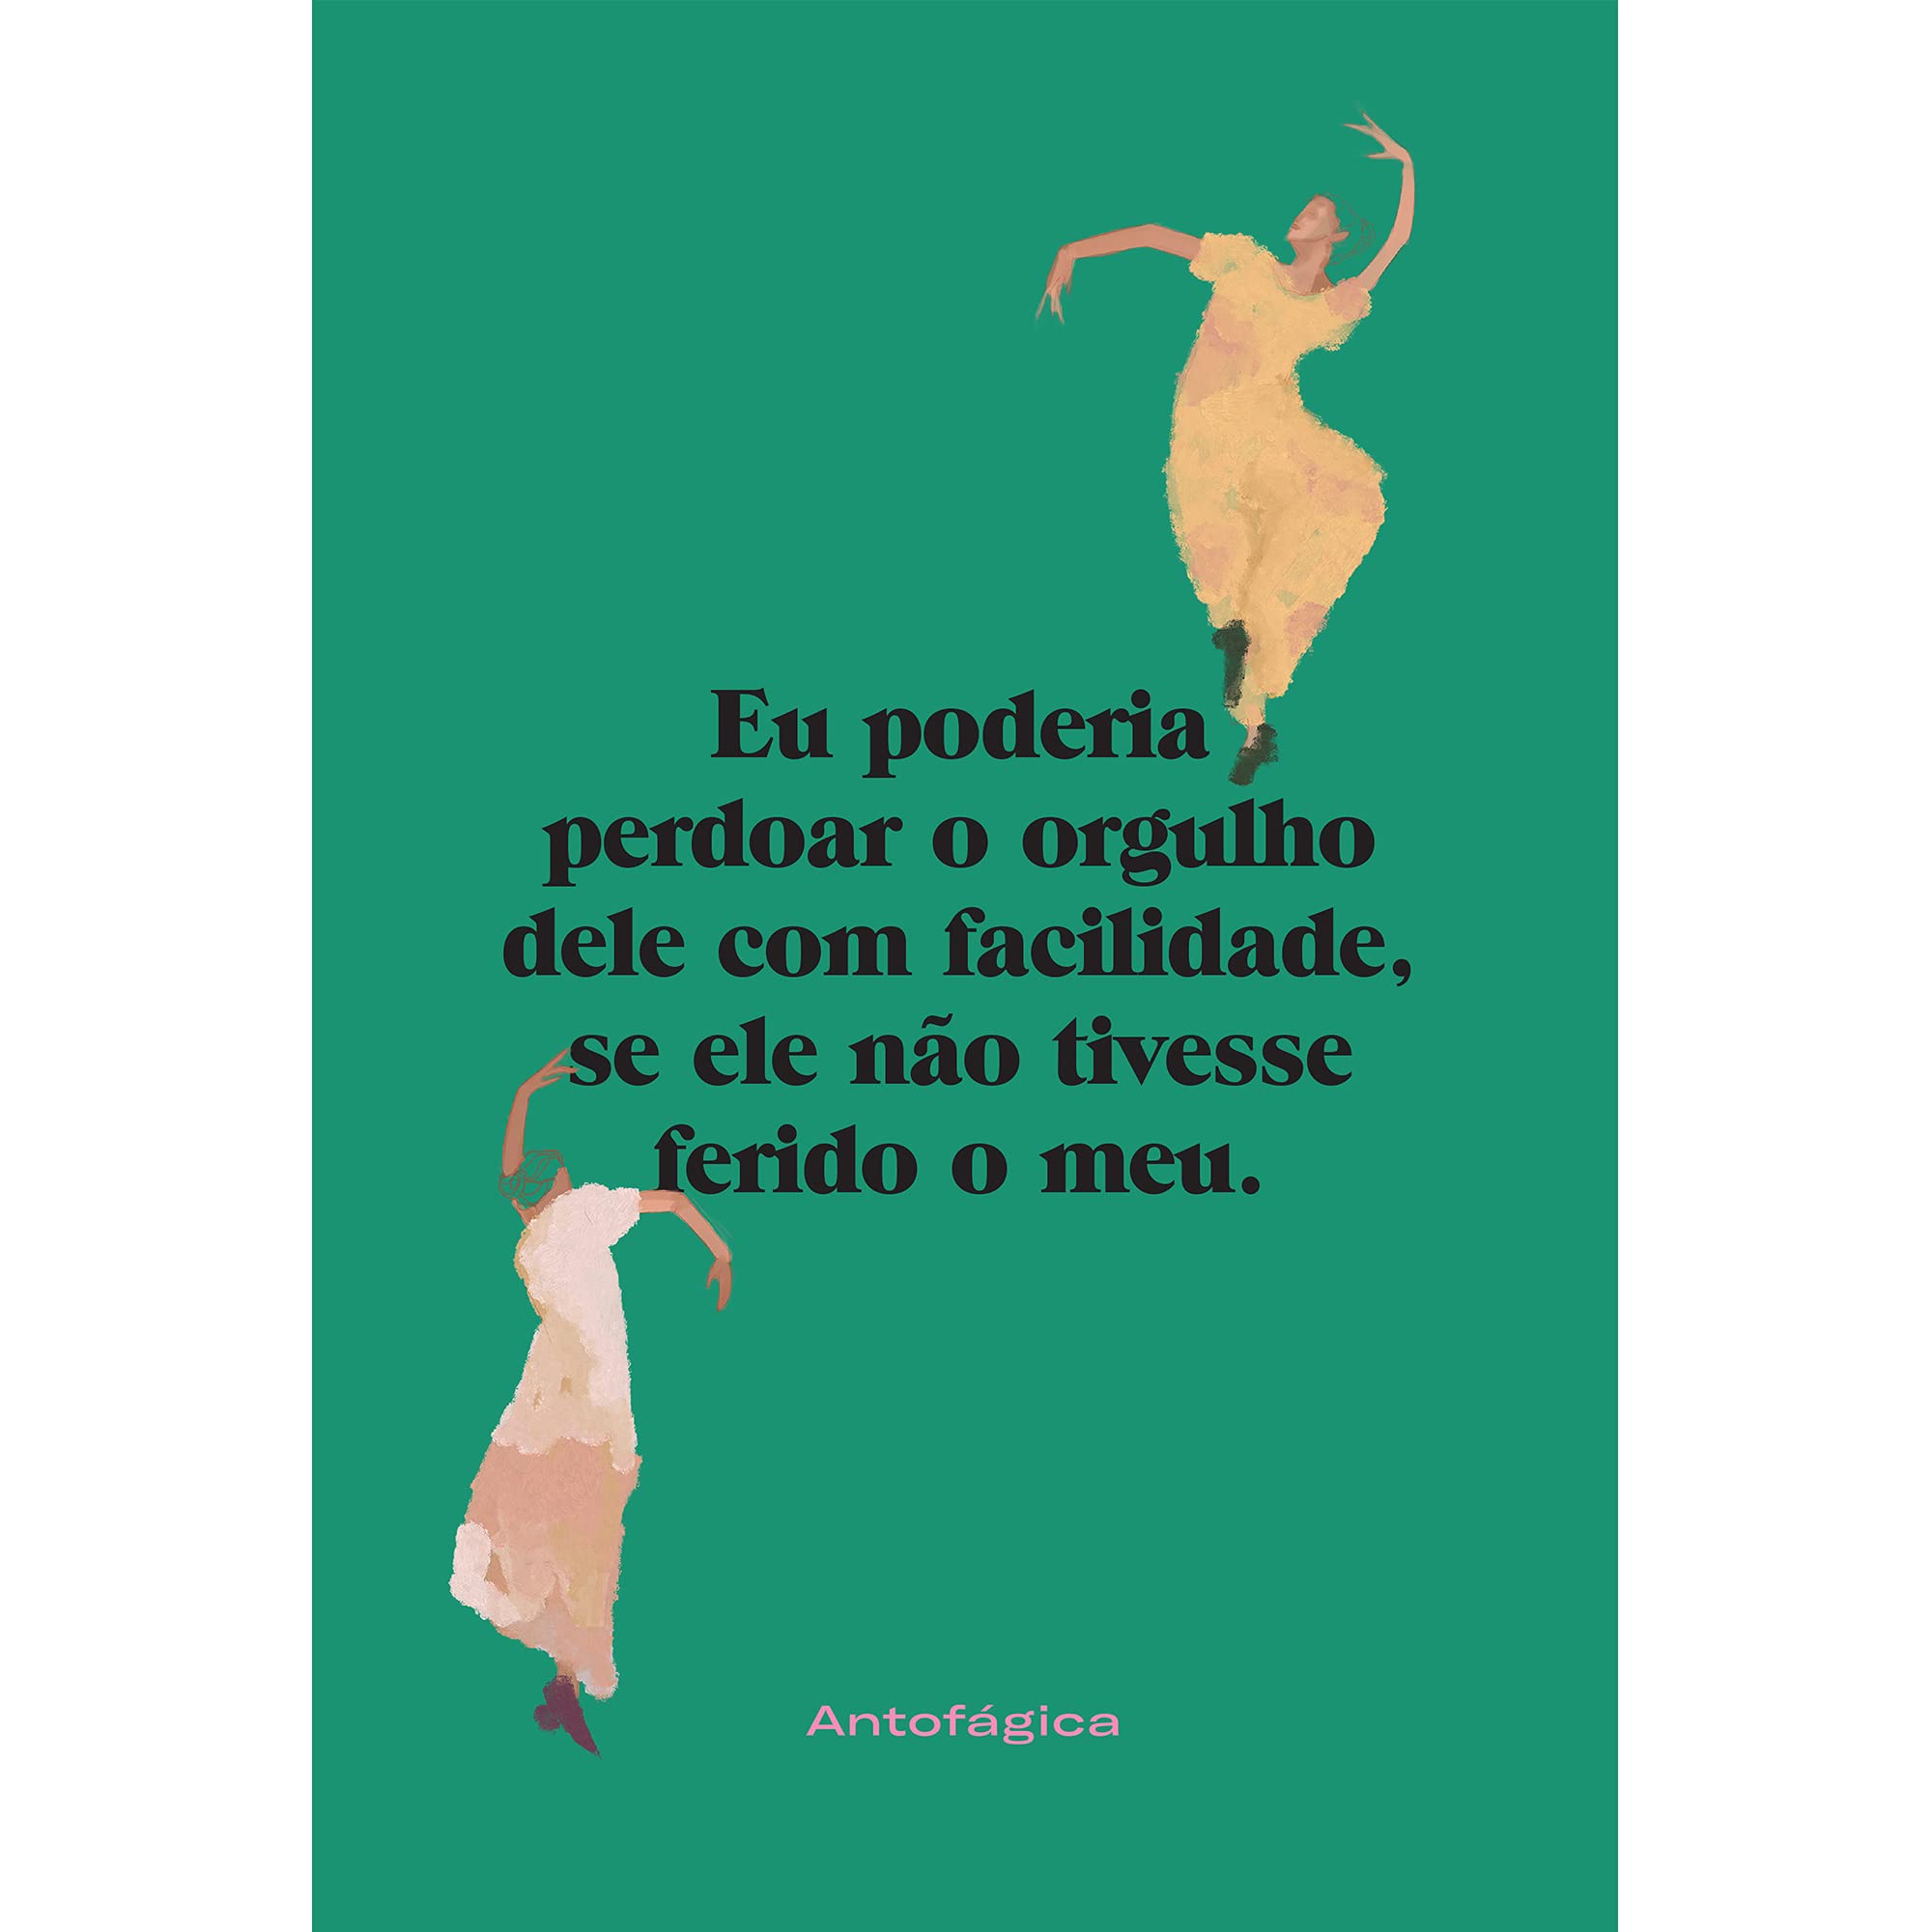 Eu poderia
perdoar o orgulho
dele com facilidade,
se ele não tivesse
ferido o meu.
Antofágica